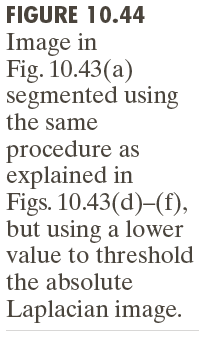 FIGURE 10.44
Image in
Fig. 10.43(a)
segmented using
the same
procedure as
explained in
Figs. 10.43(d)–(f),
but using a lower
value to threshold
the absolute
Laplacian image.